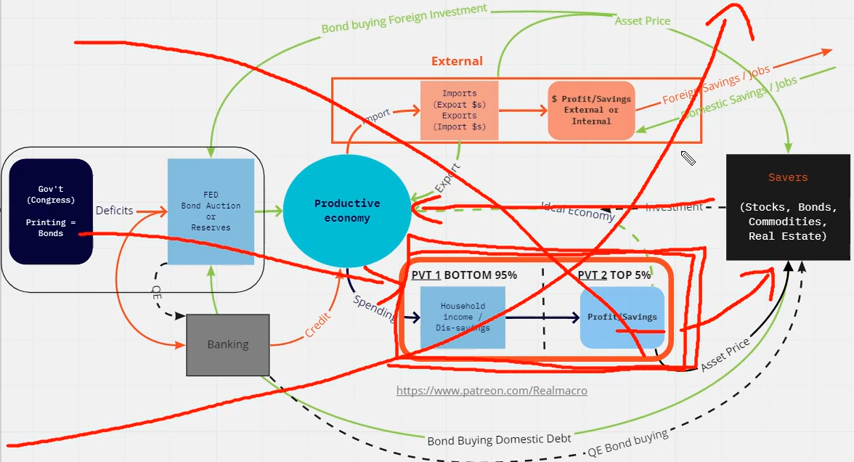 Bond buying Foreign Investment
Asset Price
External
Imports
(Export $s)
Exports
(Import $s)
$ Profit/Savings
External or
Internal
Foreign Savings / Jobs
Domestic Savings / Jobs
Import
Export
Gov't
(Congress)
Printing =
Bonds
Deficits
FED
Bond Auction
or
Reserves
Productive
economy
Ideal Economy
Investment
Savers
(Stocks, Bonds,
Commodities,
Real Estate)
QE
Banking
Credit
Spending
PVT 1 BOTTOM 95%
PVT 2 TOP 5%
Household
income /
Dis-savings
Profit/Savings
Asset Price
https://www.patreon.com/Realmacro
Bond Buying Domestic Debt
QE Bond buying